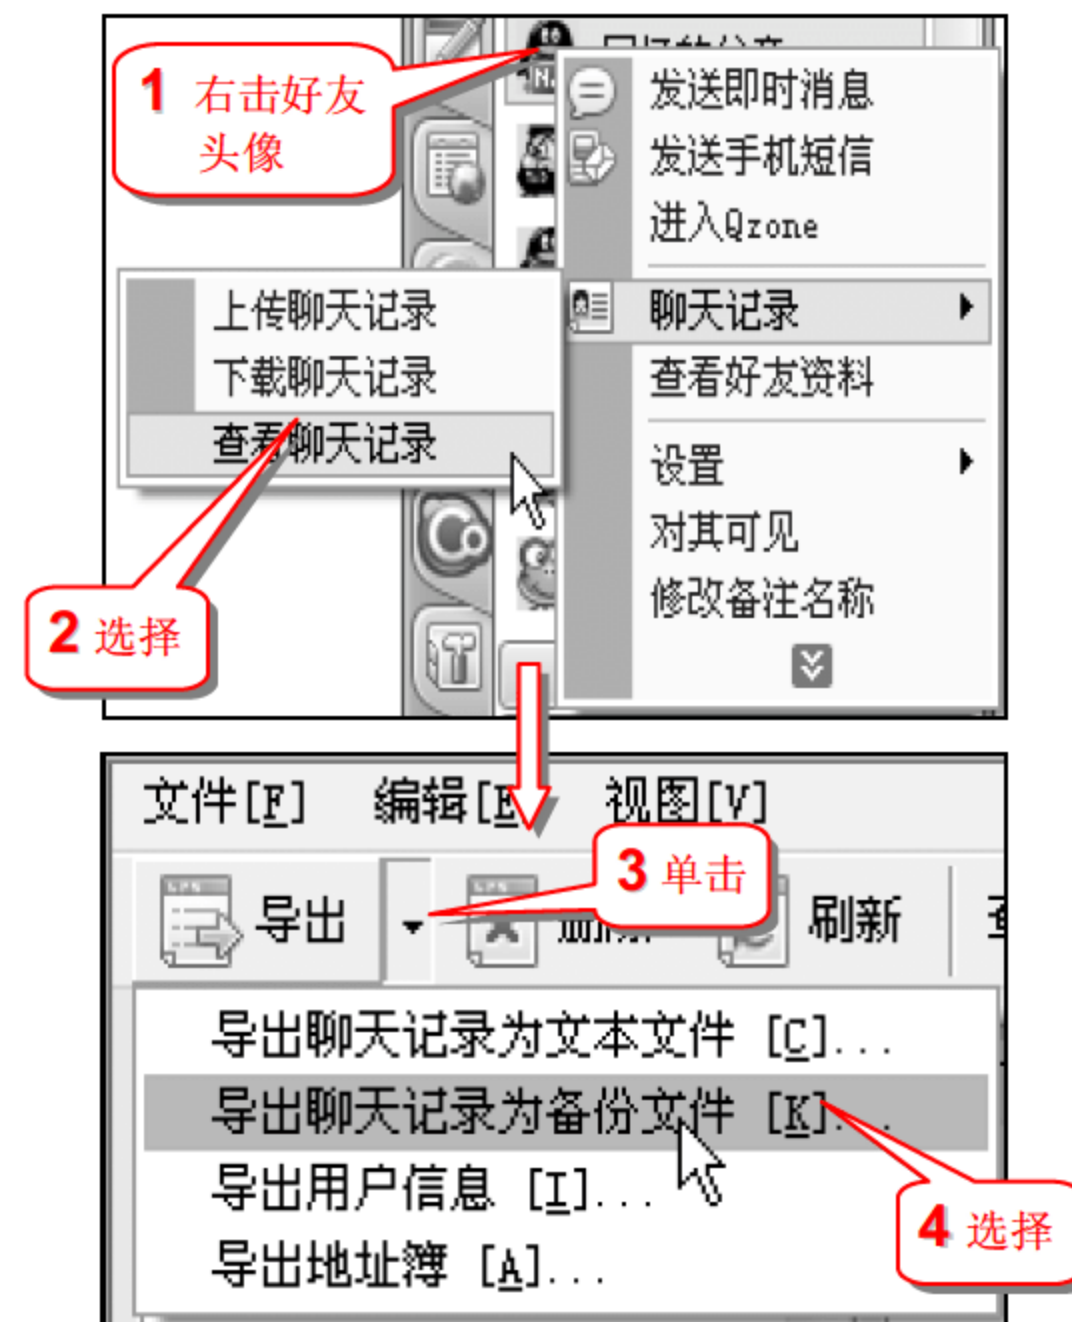 1 右击好友
头像
发送即时消息
发送手机短信
进入Qzone
聊天记录
查看好友资料
设置
对其可见
修改备注名称
上传聊天记录
下载聊天记录
查看聊天记录
2 选择
文件[F] 编辑[E 视图[V]
3 单击
导出 刷新
导出聊天记录为文本文件 [C]...
导出聊天记录为备份文件 [K]...
导出用户信息 [I]...
导出地址簿 [A]...
4 选择